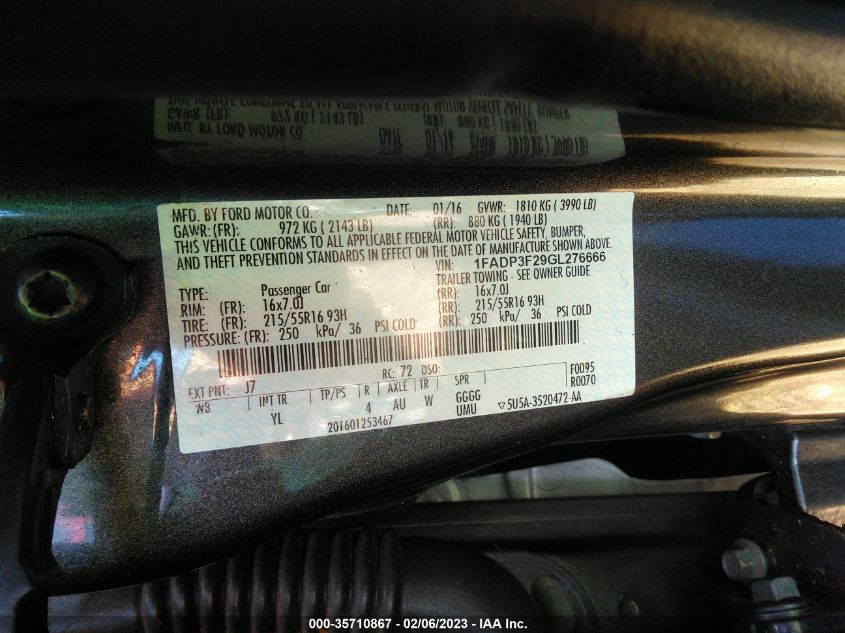 MFD. BY FORD MOTOR CO. DATE: 01/16 GVWR: 1810 KG ( 3990 LB)
GAWR: (FR): 972 KG ( 2143 LB) (RR): 880 KG ( 1940 LB)
THIS VEHICLE CONFORMS TO ALL APPLICABLE FEDERAL MOTOR VEHICLE SAFETY, BUMPER,
AND THEFT PREVENTION STANDARDS IN EFFECT ON THE DATE OF MANUFACTURE SHOWN ABOVE.
VIN: 1FADP3F29GL276666
TYPE: Passenger Car TRAILER TOWING - SEE OWNER GUIDE
RIM: (FR): 16x7.0J (RR): 16x7.0J
TIRE: (FR): 215/55R16 93H (RR): 215/55R16 93H
PRESSURE: (FR): 250 kPa/ 36 PSI COLD (RR): 250 kPa/ 36 PSI COLD
EXT PNT: J7 RC: 72 DSO: F0095
WB INT TR TP/PS R AXLE TR SPR R0070
YL 4 AU W GGGG
UMU
201601253467
5U5A-3520472-AA
000-35710867 - 02/06/2023 - IAA Inc.